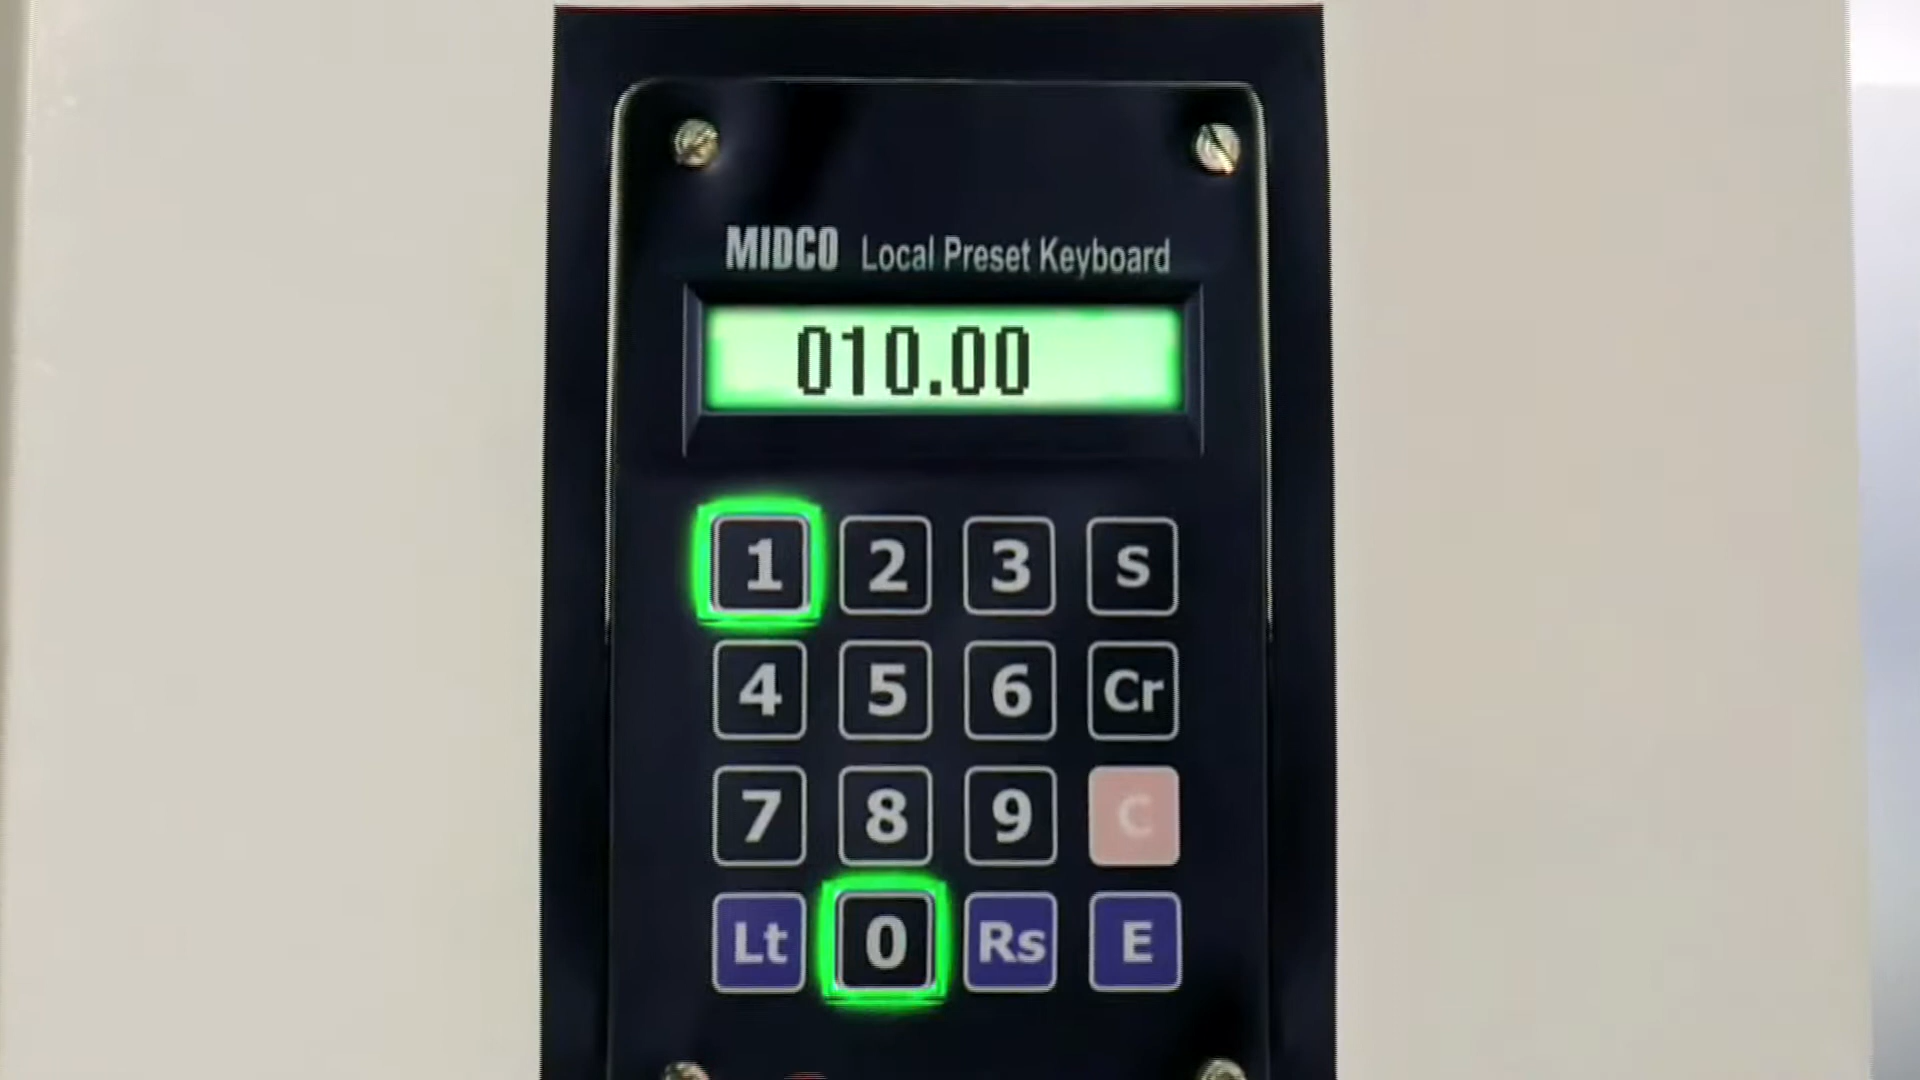 MIDCO Local Preset Keyboard
010.00
1 2 3 S
4 5 6 Cr
7 8 9 C
Lt 0 Rs E